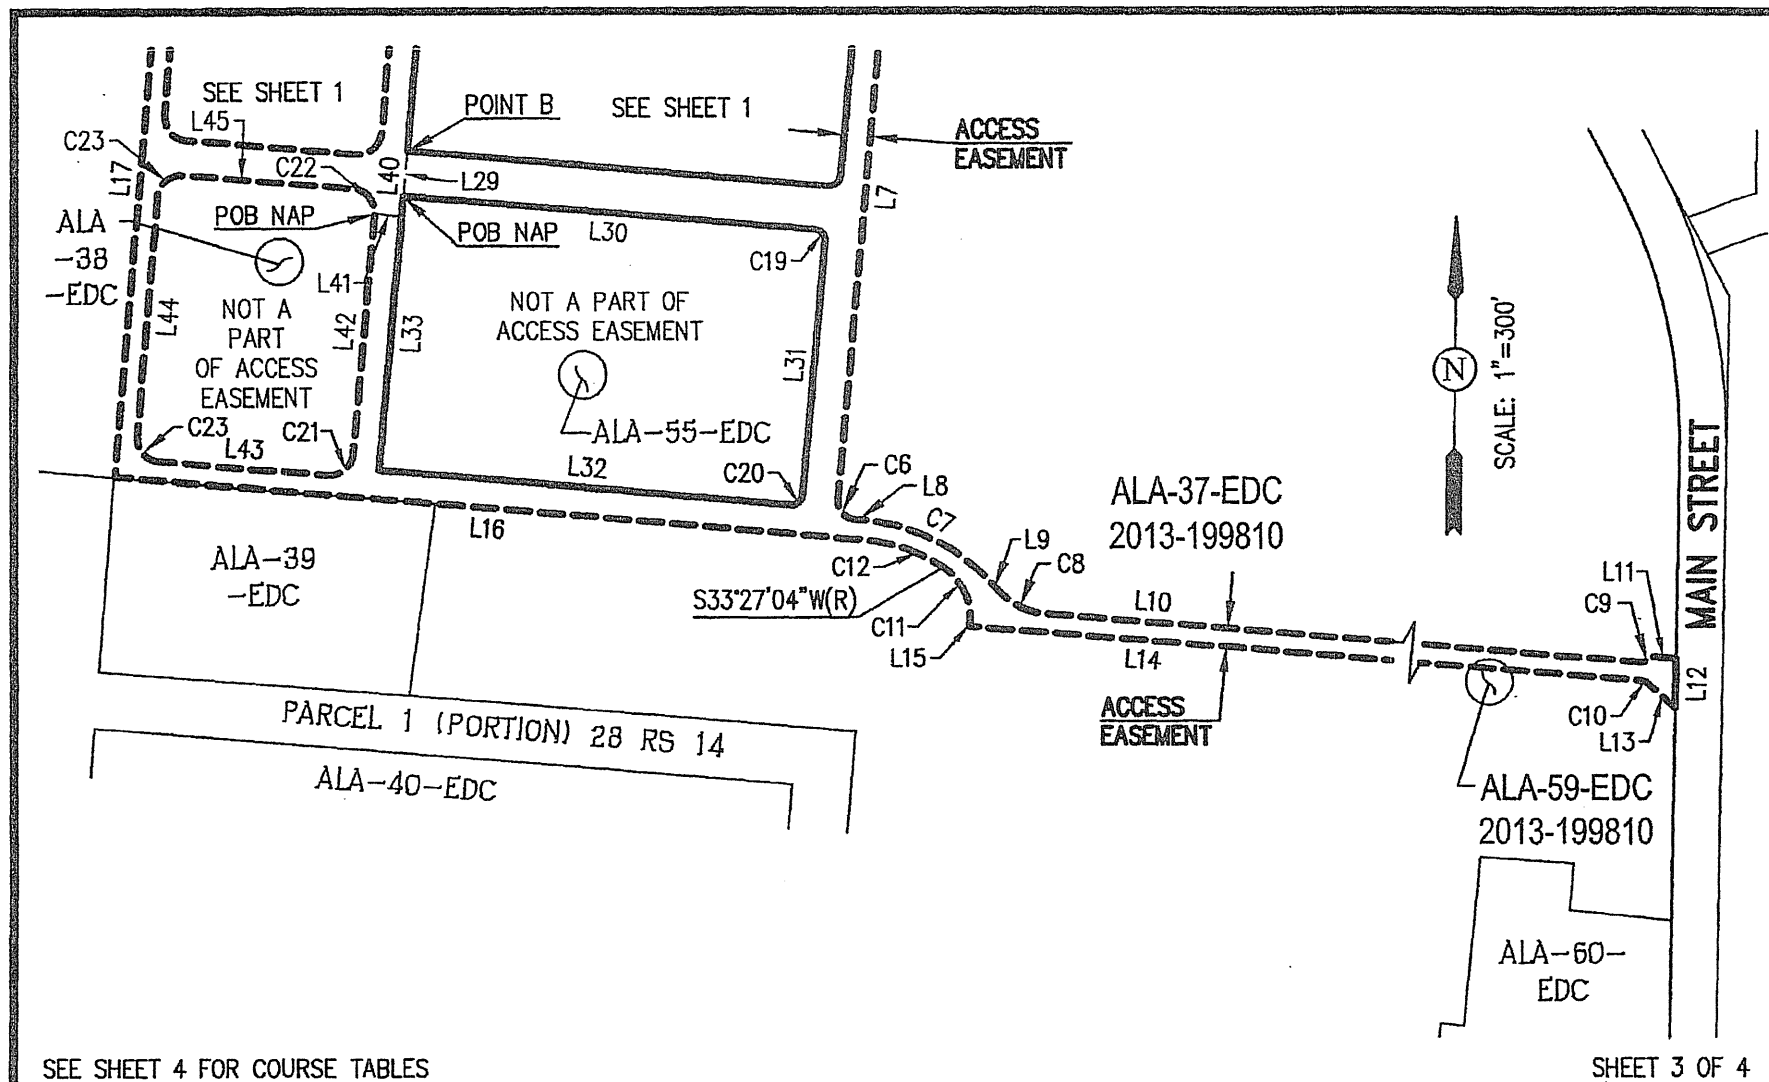 SEE SHEET 1
L45
C23
C22
L17
L40
POINT B
SEE SHEET 1
L29
ACCESS
EASEMENT
L7
ALA
-38
-EDC
POB NAP
POB NAP
L30
C19
L41
L44
NOT A
PART
OF ACCESS
EASEMENT
L42
L33
NOT A PART OF
ACCESS EASEMENT
L31
ALA-55-EDC
C23
L43
C21
L32
C20
C6
L8
C7
L9
C8
L16
C12
S33°27'04"W(R)
C11
L15
ALA-37-EDC
2013-199810
L10
L14
ACCESS
EASEMENT
N
SCALE: 1"=300'
MAIN STREET
L11
C9
L12
C10
L13
ALA-59-EDC
2013-199810
ALA-39
-EDC
PARCEL 1 (PORTION) 28 RS 14
ALA-40-EDC
ALA-60-
EDC
SEE SHEET 4 FOR COURSE TABLES
SHEET 3 OF 4